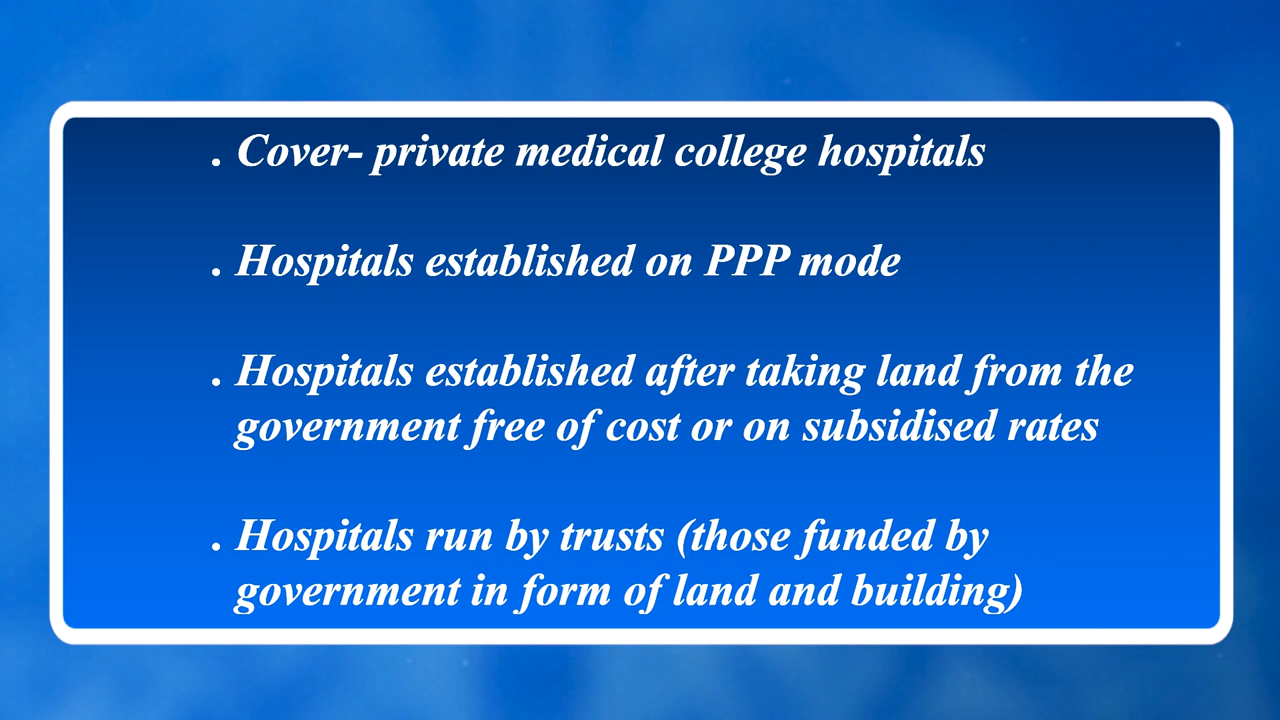 . Cover- private medical college hospitals
. Hospitals established on PPP mode
. Hospitals established after taking land from the
government free of cost or on subsidised rates
. Hospitals run by trusts (those funded by
government in form of land and building)